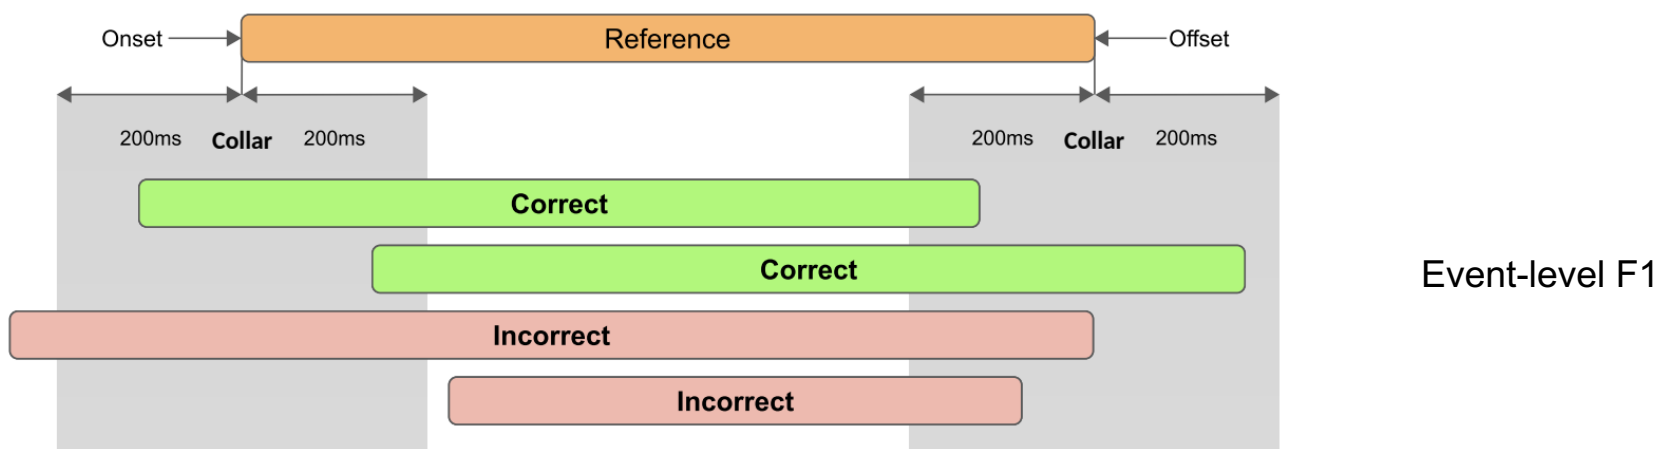 Onset
Reference
Offset
200ms Collar 200ms
200ms Collar 200ms
Correct
Correct
Event-level F1
Incorrect
Incorrect